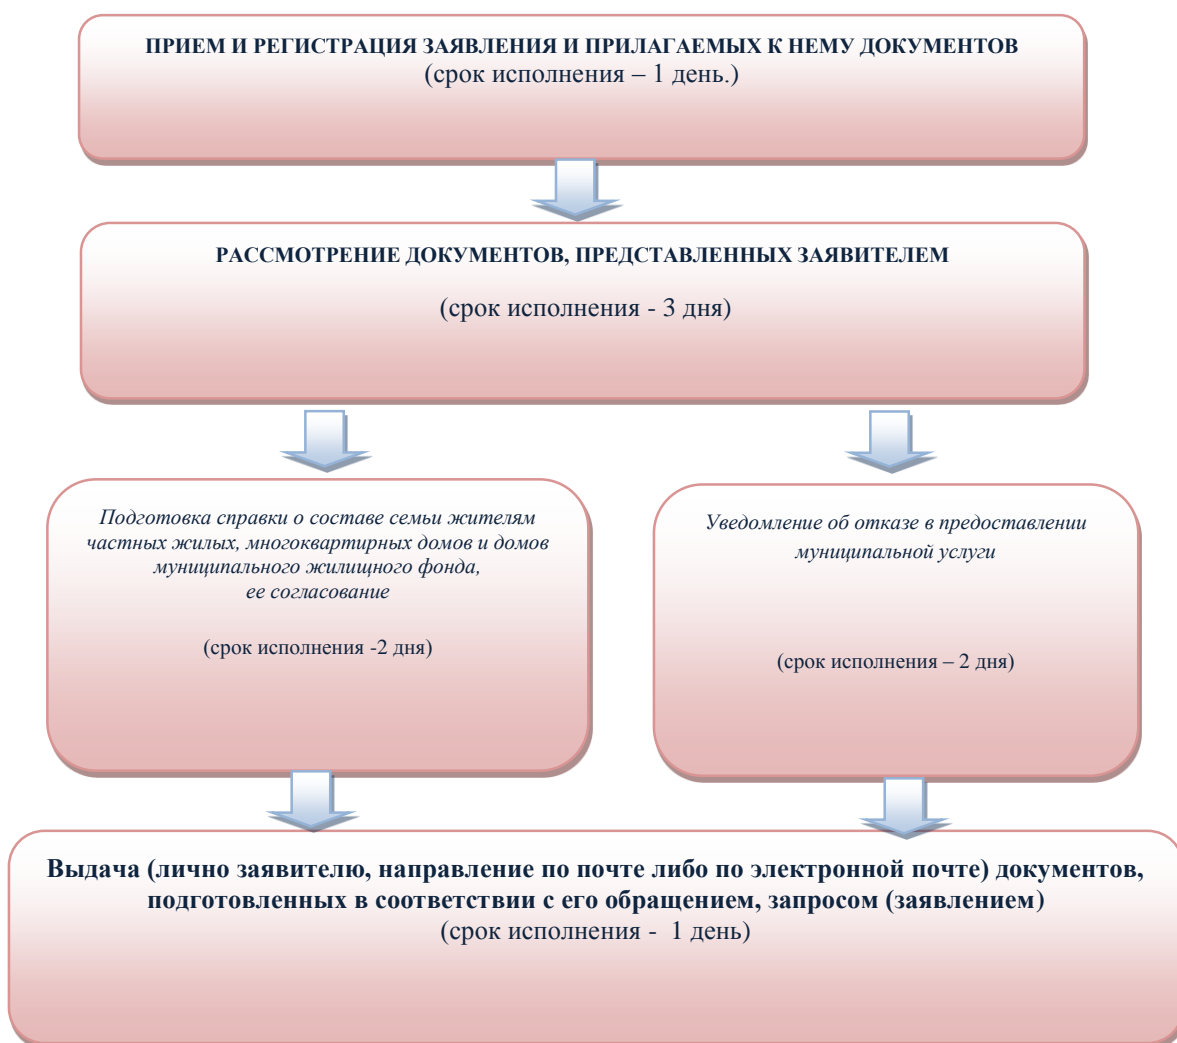 ПРИЕМ И РЕГИСТРАЦИЯ ЗАЯВЛЕНИЯ И ПРИЛАГАЕМЫХ К НЕМУ ДОКУМЕНТОВ
(срок исполнения – 1 день.)
РАССМОТРЕНИЕ ДОКУМЕНТОВ, ПРЕДСТАВЛЕННЫХ ЗАЯВИТЕЛЕМ
(срок исполнения - 3 дня)
Подготовка справки о составе семьи жителям
частных жилых, многоквартирных домов и домов
муниципального жилищного фонда,
ее согласование
(срок исполнения -2 дня)
Уведомление об отказе в предоставлении
муниципальной услуги
(срок исполнения – 2 дня)
Выдача (лично заявителю, направление по почте либо по электронной почте) документов,
подготовленных в соответствии с его обращением, запросом (заявлением)
(срок исполнения - 1 день)